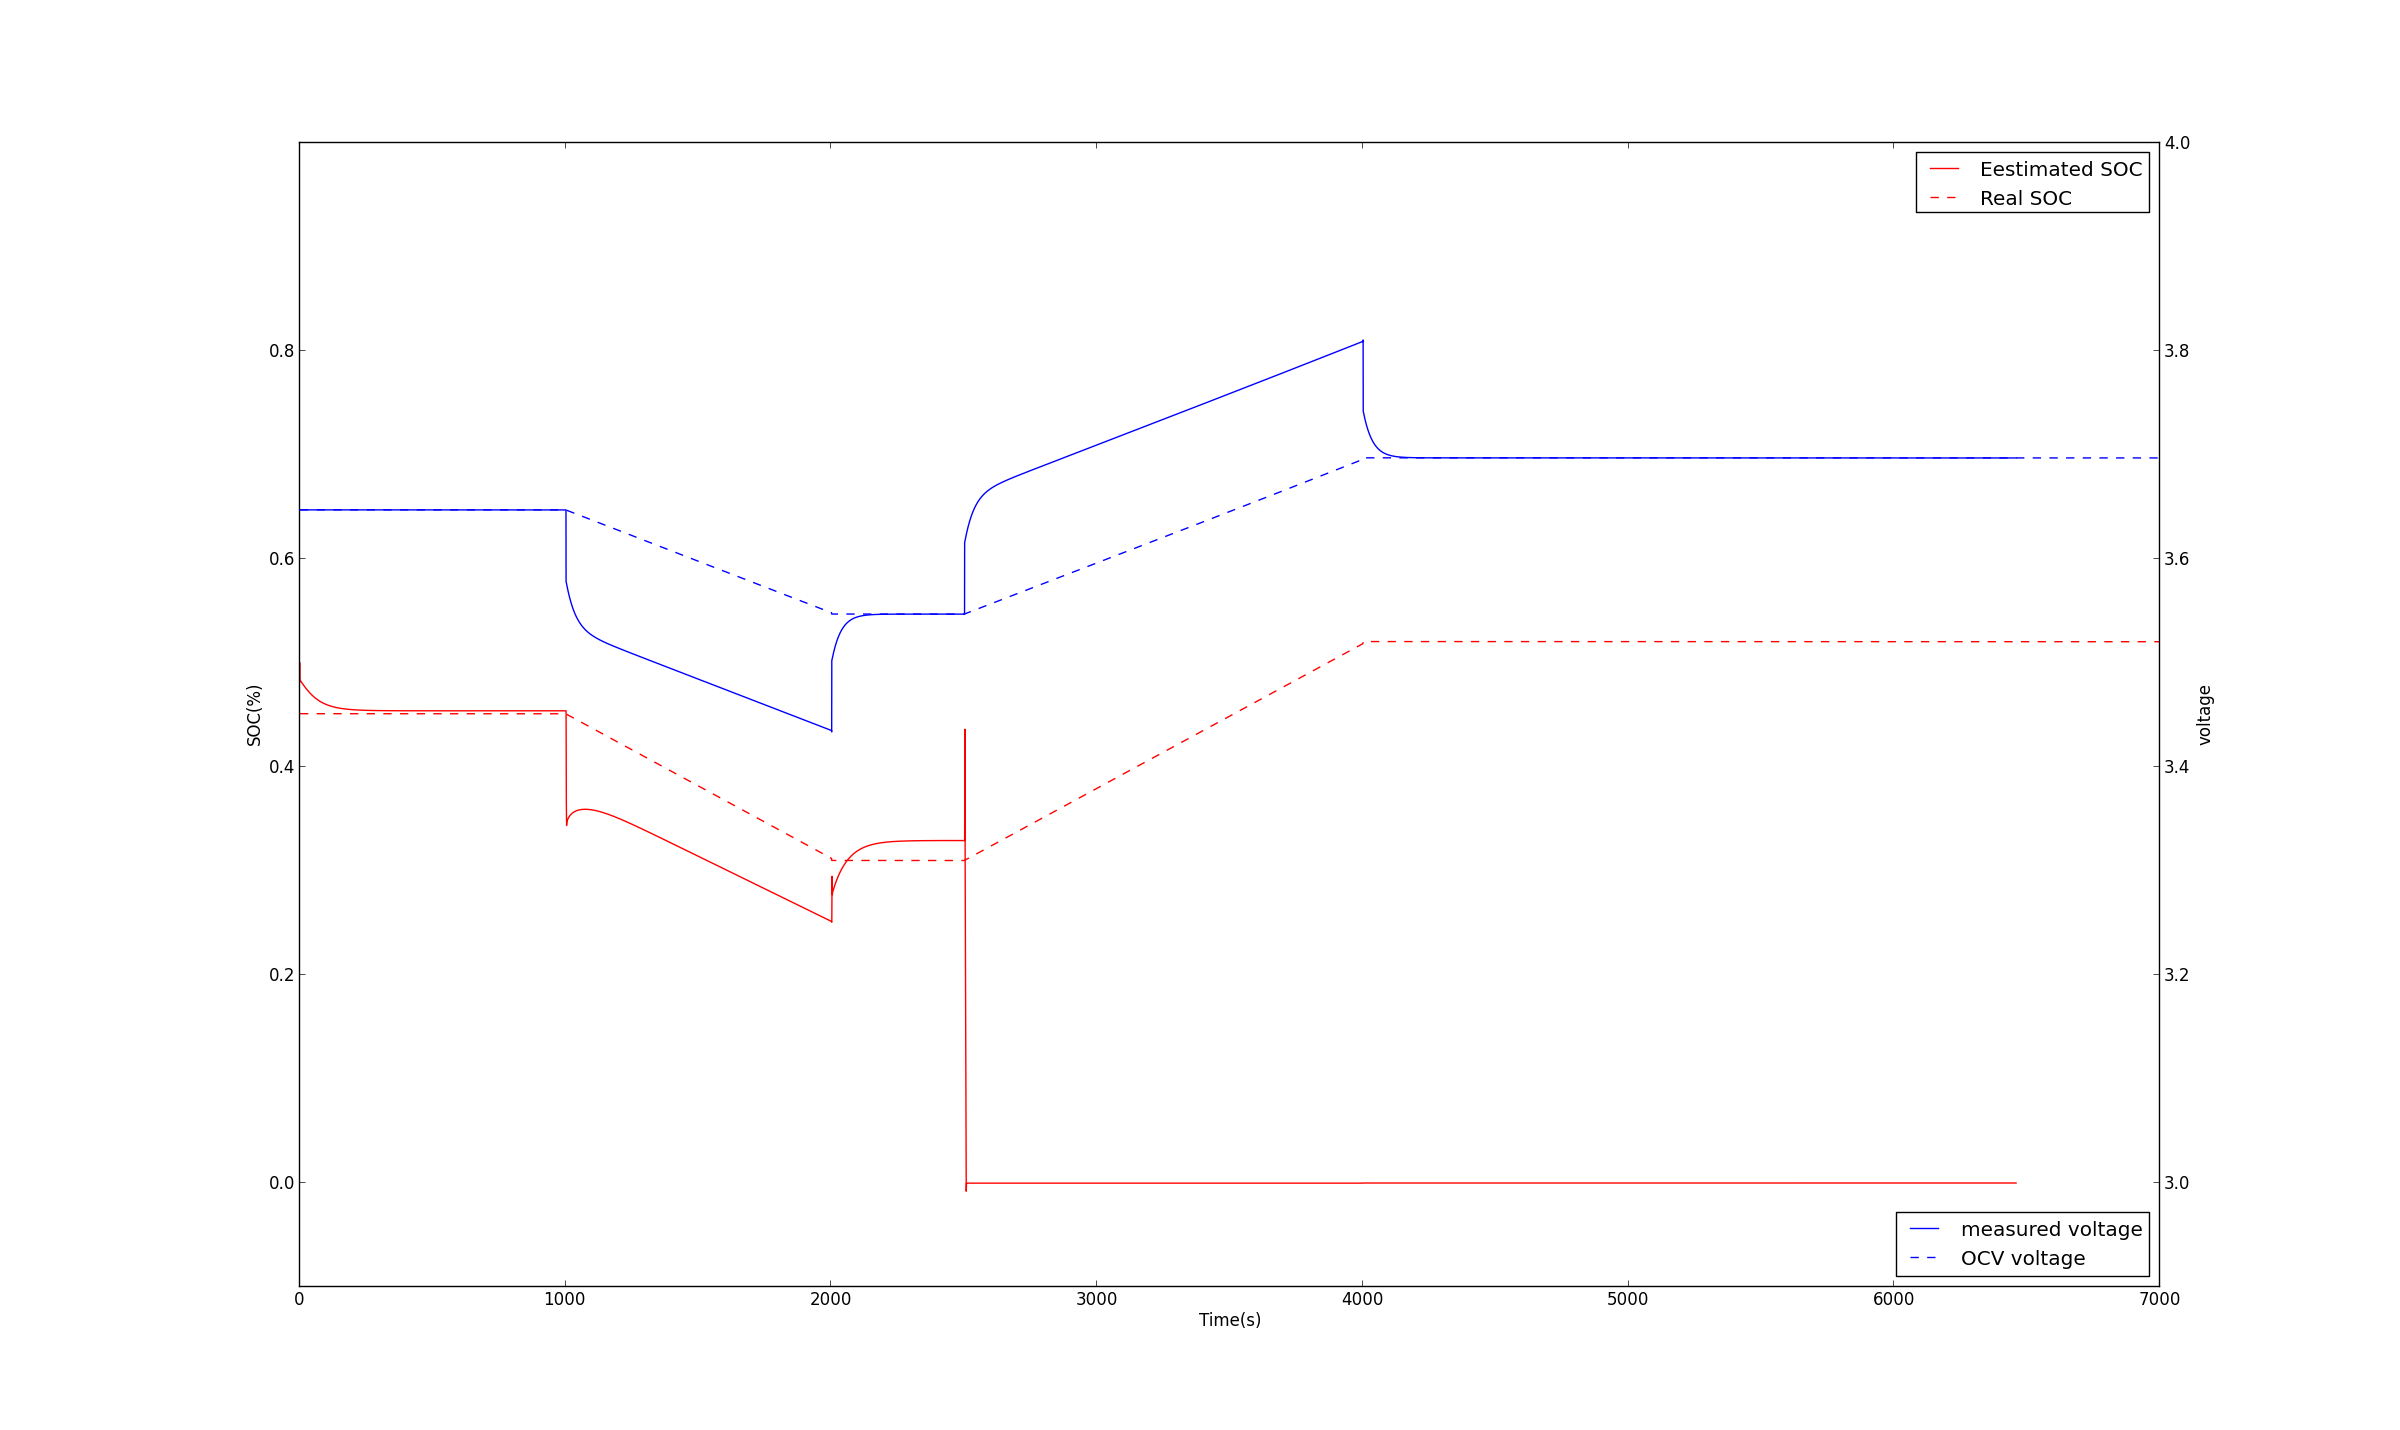 4.0
Eestimated SOC
Real SOC
0.8
3.8
0.6
3.6
SOC(%)
voltage
0.4
3.4
0.2
3.2
0.0
3.0
measured voltage
OCV voltage
0 1000 2000 3000 4000 5000 6000 7000
Time(s)